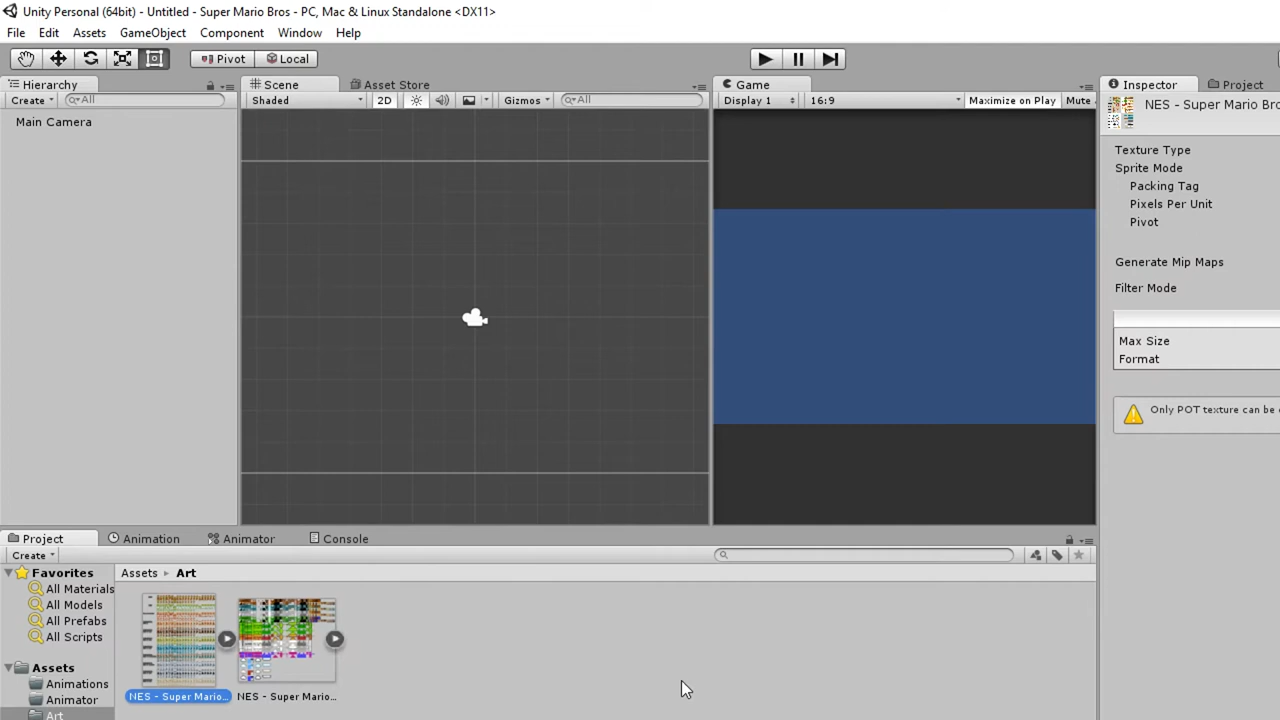 Unity Personal (64bit) - Untitled - Super Mario Bros - PC, Mac & Linux Standalone <DX11>
File Edit Assets GameObject Component Window Help
Pivot Local
Hierarchy Scene Asset Store Game Inspector Project
Create All Shaded 2D Gizmos All Display 1 16:9 Maximize on Play Mute
Main Camera
NES - Super Mario Bro
Texture Type
Sprite Mode
Packing Tag
Pixels Per Unit
Pivot
Generate Mip Maps
Filter Mode
Max Size
Format
Only POT texture can be
Project Animation Animator Console
Create
Favorites Assets Art
All Materials
All Models
All Prefabs
All Scripts
Assets
Animations
Animator
Art
NES - Super Mario... NES - Super Mario...